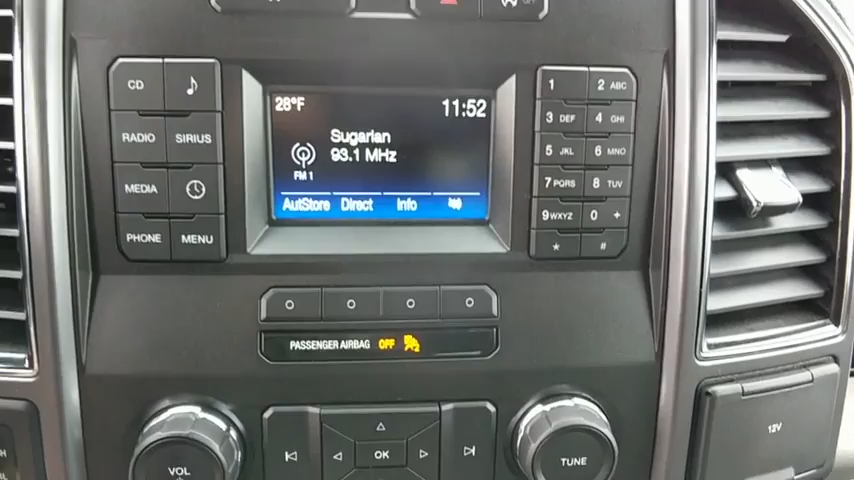 OFF
CD
RADIO SIRIUS
MEDIA
PHONE MENU
28°F 11:52
Sugarlan
93.1 MHz
FM 1
AutStore Direct Info
1 2 ABC
3 DEF 4 GHI
5 JKL 6 MNO
7 PQRS 8 TUV
9 WXYZ 0 +
* #
PASSENGER AIRBAG OFF
OK
VOL
TUNE
12V